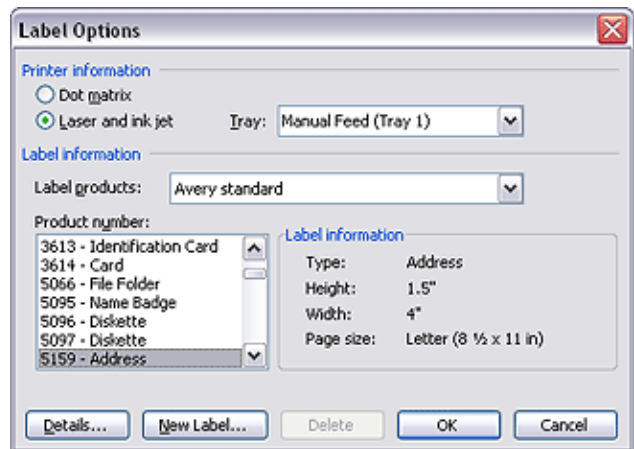 Label Options
Printer information
Dot matrix
Laser and ink jet Tray: Manual Feed (Tray 1)
Label information
Label products: Avery standard
Product number:
3613 - Identification Card
3614 - Card
5066 - File Folder
5095 - Name Badge
5096 - Diskette
5097 - Diskette
5159 - Address
Label information
Type: Address
Height: 1.5"
Width: 4"
Page size: Letter (8 ½ x 11 in)
Details... New Label... Delete OK Cancel